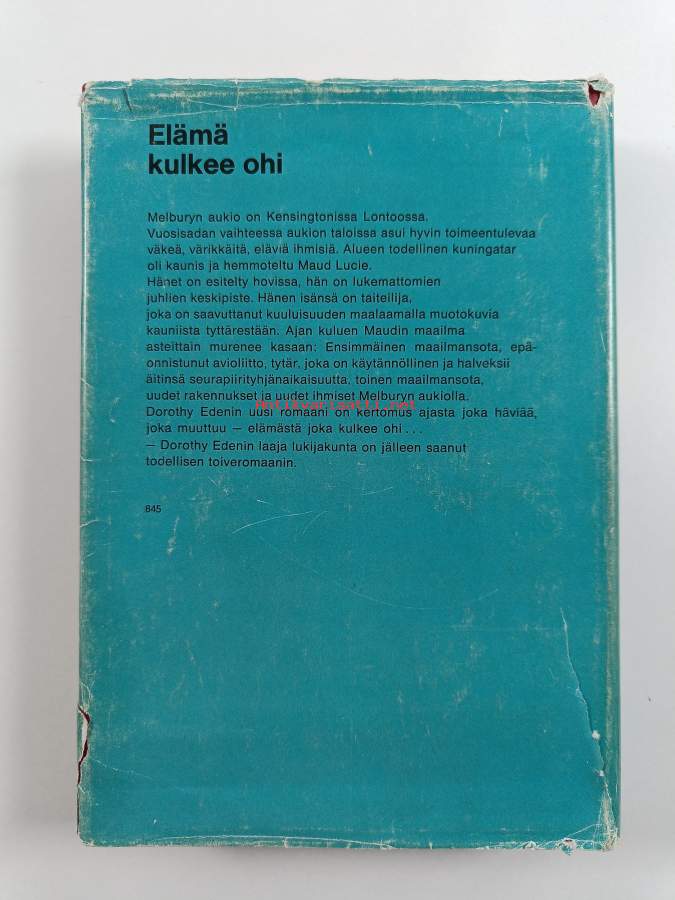 Elämä
kulkee ohi
Melburyn aukio on Kensingtonissa Lontoossa.
Vuosisadan vaihteessa aukion taloissa asui hyvin toimeentulevaa
väkeä, värikkäitä, eläviä ihmisiä. Alueen todellinen kuningatar
oli kaunis ja hemmoteltu Maud Lucie.
Hänet on esitelty hovissa, hän on lukemattomien
juhlien keskipiste. Hänen isänsä on taiteilija,
joka on saavuttanut kuuluisuuden maalaamalla muotokuvia
kauniista tyttärestään. Ajan kuluen Maudin maailma
asteittain murenee kasaan: Ensimmäinen maailmansota, epä-
onnistunut avioliitto, tytär, joka on käytännöllinen ja halveksii
äitinsä seurapiirityhjänaikaisuutta, toinen maailmansota,
uudet rakennukset ja uudet ihmiset Melburyn aukiolla.
Antikvariaatti.net
Dorothy Edenin uusi romaani on kertomus ajasta joka häviää,
joka muuttuu – elämästä joka kulkee ohi . . .
– Dorothy Edenin laaja lukijakunta on jälleen saanut
todellisen toiveromaanin.
845